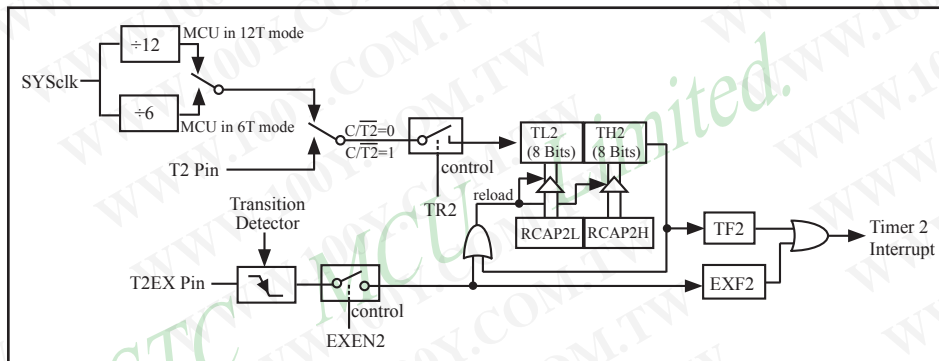 MCU in 12T mode
÷12
SYSclk
÷6
MCU in 6T mode
C/T2=0
C/T2=1
T2 Pin
control
TR2
TL2
(8 Bits)
TH2
(8 Bits)
reload
RCAP2L
RCAP2H
TF2
Timer 2
Interrupt
Transition
Detector
T2EX Pin
control
EXEN2
EXF2
STC MCU Limited.
WWW.100Y.COM.TW